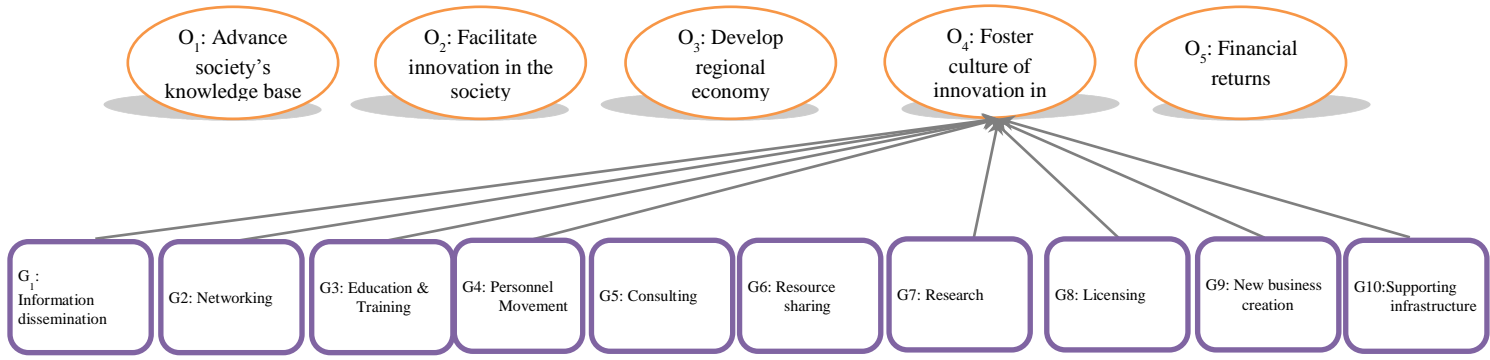 O₁: Advance
society’s
knowledge base
O₂: Facilitate
innovation in the
society
O₃: Develop
regional
economy
O₄: Foster
culture of
innovation in
O₅: Financial
returns
G₁:
Information
dissemination
G2: Networking
G3: Education &
Training
G4: Personnel
Movement
G5: Consulting
G6: Resource
sharing
G7: Research
G8: Licensing
G9: New business
creation
G10:Supporting
infrastructure